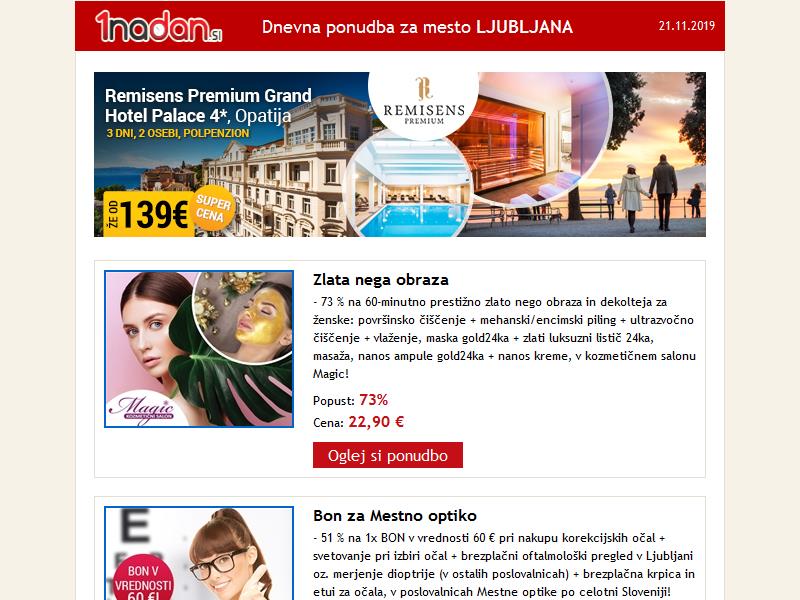 1nadan.si
Dnevna ponudba za mesto LJUBLJANA
21.11.2019
Remisens Premium Grand
Hotel Palace 4*, Opatija
3 DNI, 2 OSEBI, POLPENZION
ŽE OD 139€
SUPER
CENA
REMISENS
PREMIUM
Zlata nega obraza
- 73 % na 60-minutno prestižno zlato nego obraza in dekolteja za
ženske: površinsko čiščenje + mehanski/encimski piling + ultrazvočno
čiščenje + vlaženje, maska gold24ka + zlati luksuzni listič 24ka,
masaža, nanos ampule gold24ka + nanos kreme, v kozmetičnem salonu
Magic!
Popust: 73%
Cena: 22,90 €
Oglej si ponudbo
Magic
KOZMETIČNI SALON
Bon za Mestno optiko
- 51 % na 1x BON v vrednosti 60 € pri nakupu korekcijskih očal +
svetovanje pri izbiri očal + brezplačni oftalmološki pregled v Ljubljani
oz. merjenje dioptrije (v ostalih poslovalnicah) + brezplačna krpica in
etui za očala, v poslovalnicah Mestne optike po celotni Sloveniji!
E
BON V
VREDNOSTI
60 €!